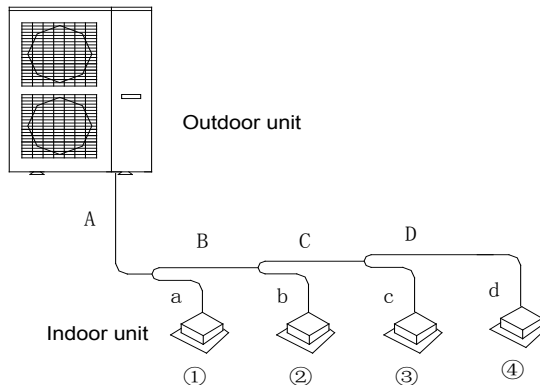 Outdoor unit
A
B
C
D
a
b
c
d
Indoor unit
① ② ③ ④